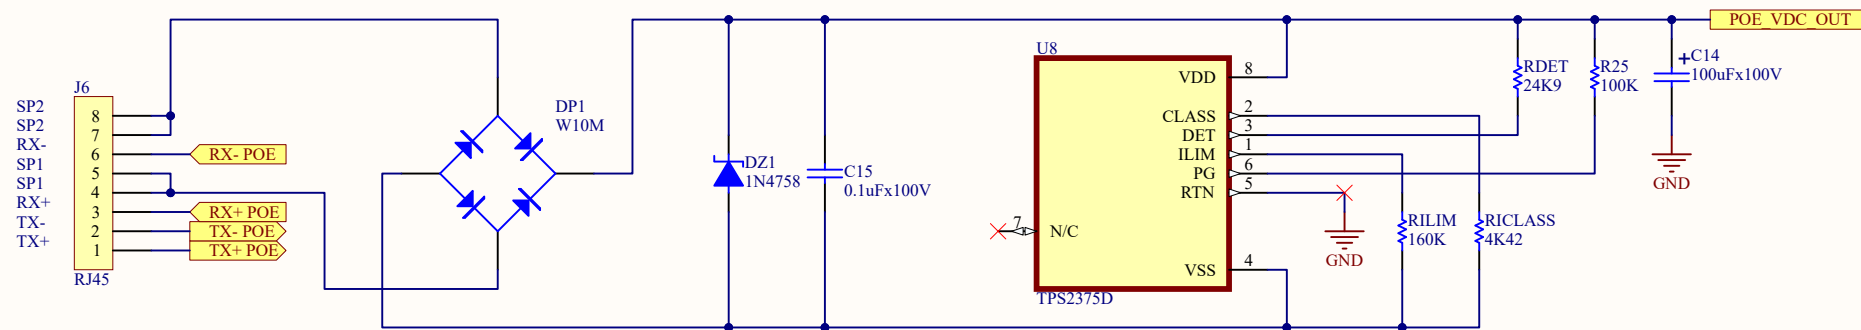 POE_VDC_OUT
J6
SP2
SP2
RX-
SP1
SP1
RX+
TX-
TX+
8
7
6
5
4
3
2
1
RJ45
RX- POE
RX+ POE
TX- POE
TX+ POE
DP1
W10M
DZ1
1N4758
C15
0.1uFx100V
U8
VDD 8
CLASS 2
DET 3
ILIM 1
PG 6
RTN 5
7 N/C
VSS 4
TPS2375D
GND
RILIM
160K
RICLASS
4K42
RDET
24K9
R25
100K
+C14
100uFx100V
GND